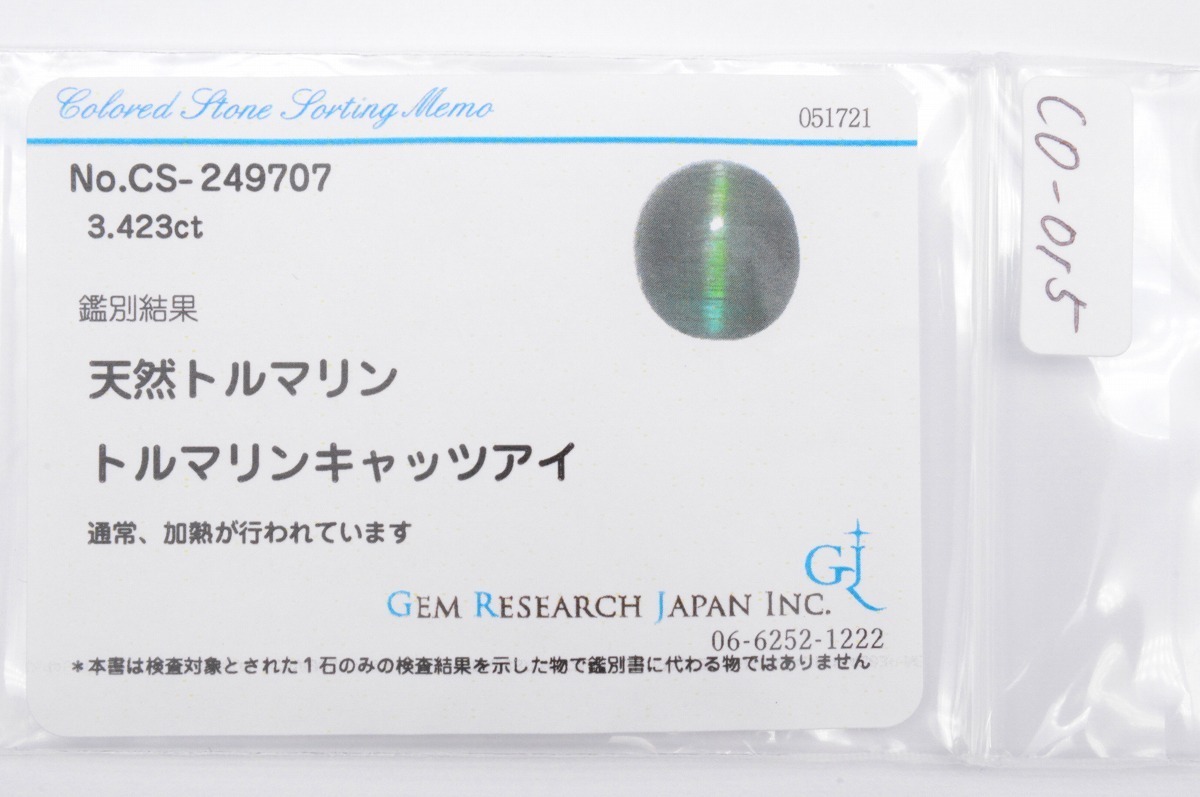 Colored Stone Sorting Memo
051721
No.CS-249707
3.423ct
鑑別結果
天然トルマリン
トルマリンキャッツアイ
通常、加熱が行われています
GJ
GEM RESEARCH JAPAN INC.
06-6252-1222
*本書は検査対象とされた1石のみの検査結果を示した物で鑑別書に代わる物ではありません
CO-015